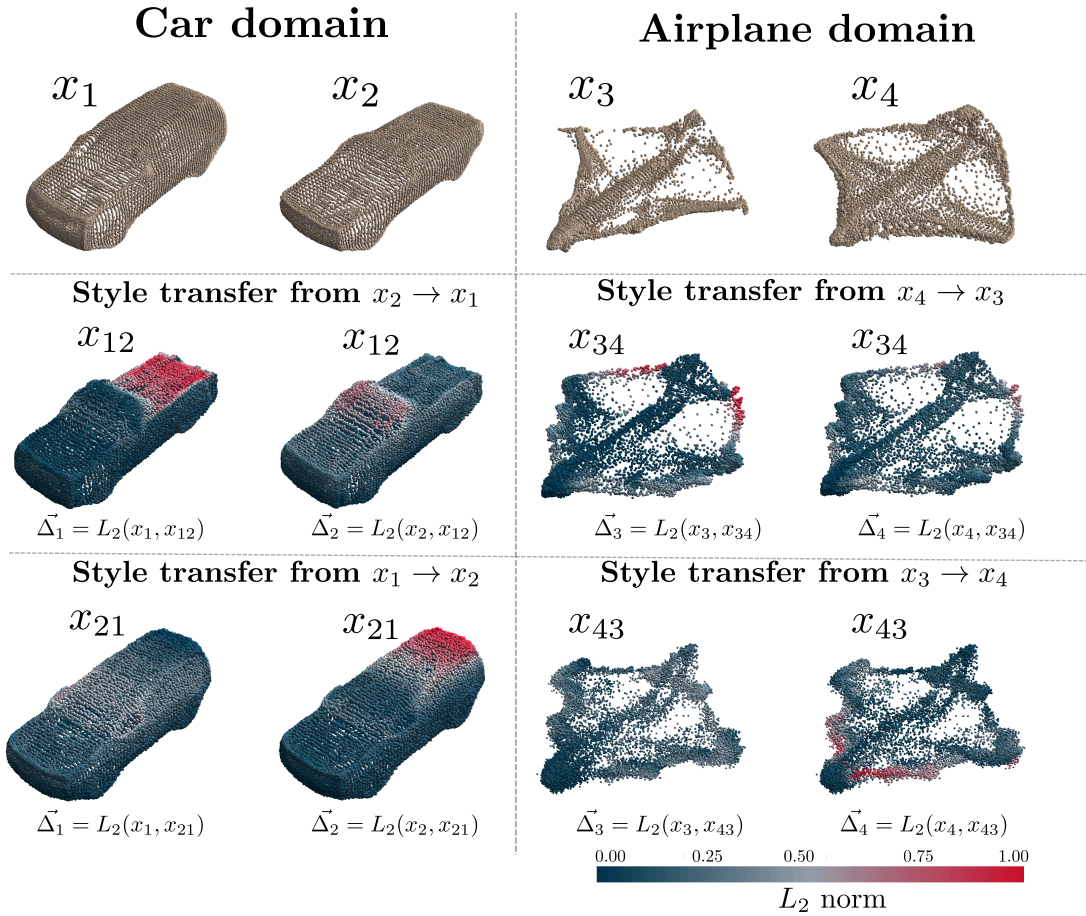 Car domain
Airplane domain
x₁
x₂
x₃
x₄
Style transfer from x₂ → x₁
Style transfer from x₄ → x₃
x₁₂
x₁₂
x₃₄
x₃₄
Δ⃗₁ = L₂(x₁, x₁₂)
Δ⃗₂ = L₂(x₂, x₁₂)
Δ⃗₃ = L₂(x₃, x₃₄)
Δ⃗₄ = L₂(x₄, x₃₄)
Style transfer from x₁ → x₂
Style transfer from x₃ → x₄
x₂₁
x₂₁
x₄₃
x₄₃
Δ⃗₁ = L₂(x₁, x₂₁)
Δ⃗₂ = L₂(x₂, x₂₁)
Δ⃗₃ = L₂(x₃, x₄₃)
Δ⃗₄ = L₂(x₄, x₄₃)
0.00 0.25 0.50 0.75 1.00
L₂ norm